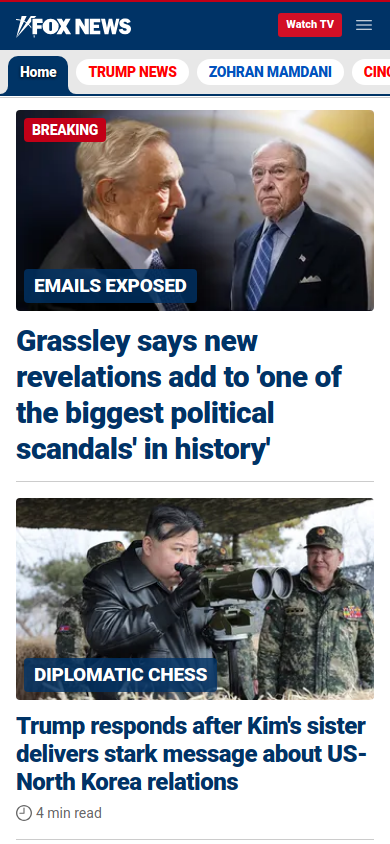 FOX NEWS
Watch TV
Home
TRUMP NEWS
ZOHRAN MAMDANI
BREAKING
EMAILS EXPOSED
Grassley says new
revelations add to 'one of
the biggest political
scandals' in history'
DIPLOMATIC CHESS
Trump responds after Kim's sister
delivers stark message about US-
North Korea relations
4 min read